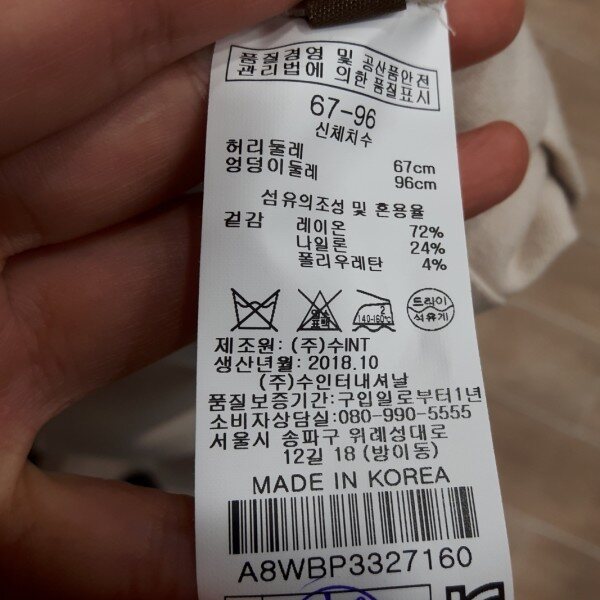 품질경영 및 공산품안전
관리법에 의한 품질표시
67-96
신체치수
허리둘레 67cm
엉덩이둘레 96cm
섬유의조성 및 혼용율
겉감 레이온 72%
나일론 24%
폴리우레탄 4%
염소 표백
2
140-160℃
드라이
석유계
제조원: (주)수INT
생산년월: 2018.10
(주)수인터내셔날
품질보증기간:구입일로부터1년
소비자상담실:080-990-5555
서울시 송파구 위례성대로
12길 18 (방이동)
MADE IN KOREA
A8WBP3327160